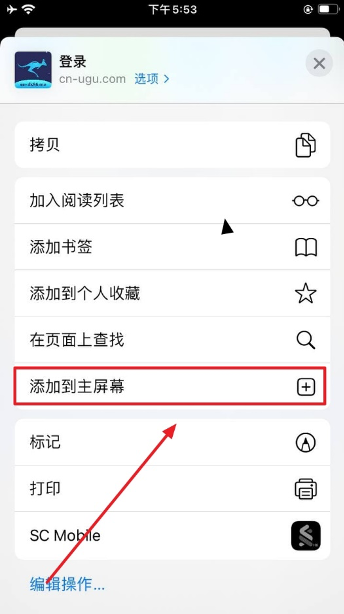 下午5:53
登录
cn-ugu.com 选项 >
拷贝
加入阅读列表
添加书签
添加到个人收藏
在页面上查找
添加到主屏幕
标记
打印
SC Mobile
编辑操作...